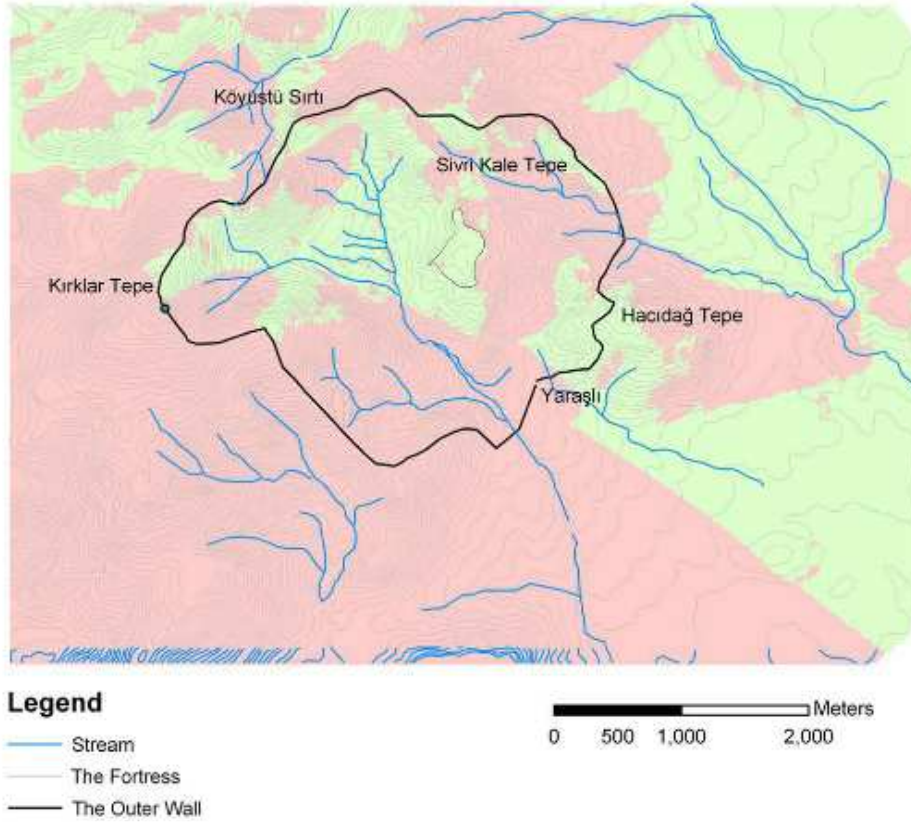 Köyüstü Sırtı
Sivri Kale Tepe
Kırklar Tepe
Hacıdağ Tepe
Yaraşlı
Legend
Stream
The Fortress
The Outer Wall
Meters
0 500 1,000 2,000